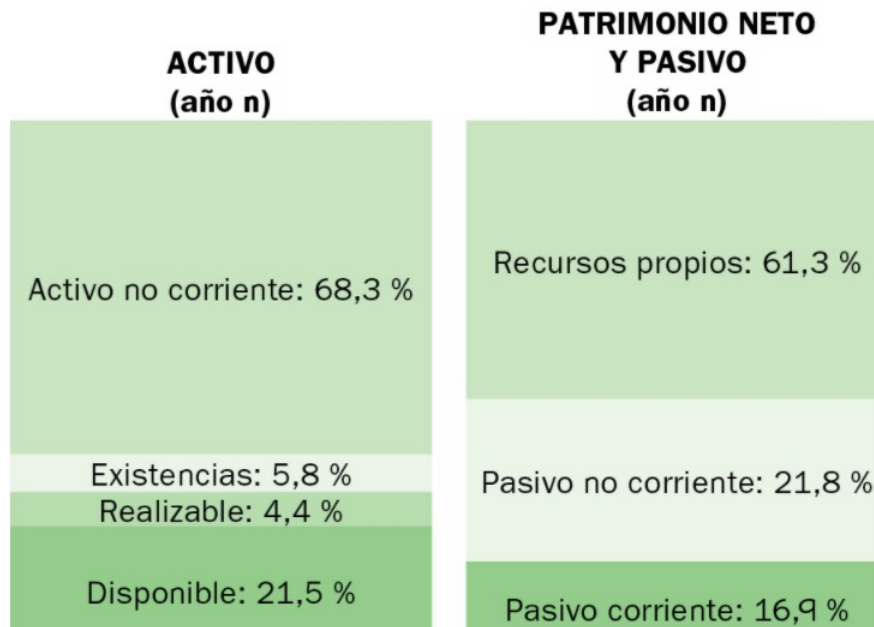 ACTIVO
(año n)
Activo no corriente: 68,3 %
Existencias: 5,8 %
Realizable: 4,4 %
Disponible: 21,5 %
PATRIMONIO NETO
Y PASIVO
(año n)
Recursos propios: 61,3 %
Pasivo no corriente: 21,8 %
Pasivo corriente: 16,9 %